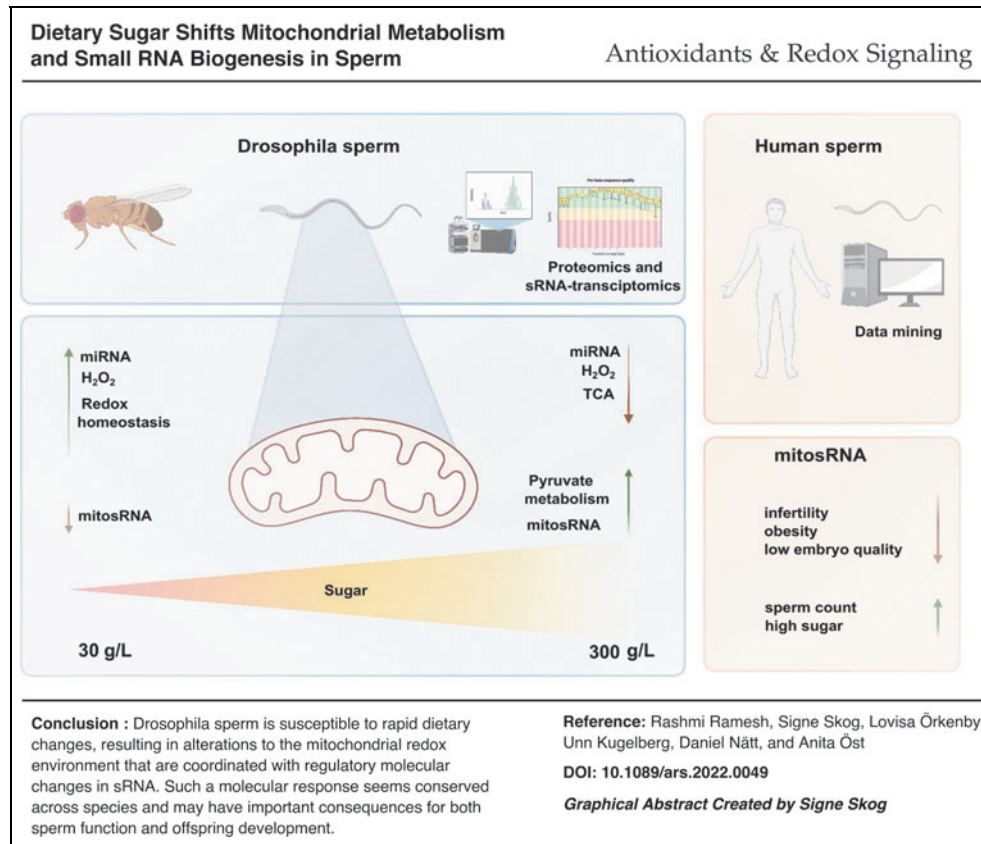 Dietary Sugar Shifts Mitochondrial Metabolism
and Small RNA Biogenesis in Sperm
Antioxidants & Redox Signaling
Drosophila sperm
Proteomics and
sRNA-transciptomics
Human sperm
Data mining
miRNA
H₂O₂
Redox
homeostasis
mitosRNA
miRNA
H₂O₂
TCA
Pyruvate
metabolism
mitosRNA
Sugar
30 g/L
300 g/L
mitosRNA
infertility
obesity
low embryo quality
sperm count
high sugar
Conclusion : Drosophila sperm is susceptible to rapid dietary
changes, resulting in alterations to the mitochondrial redox
environment that are coordinated with regulatory molecular
changes in sRNA. Such a molecular response seems conserved
across species and may have important consequences for both
sperm function and offspring development.
Reference: Rashmi Ramesh, Signe Skog, Lovisa Örkenby
Unn Kugelberg, Daniel Nätt, and Anita Öst
DOI: 10.1089/ars.2022.0049
Graphical Abstract Created by Signe Skog